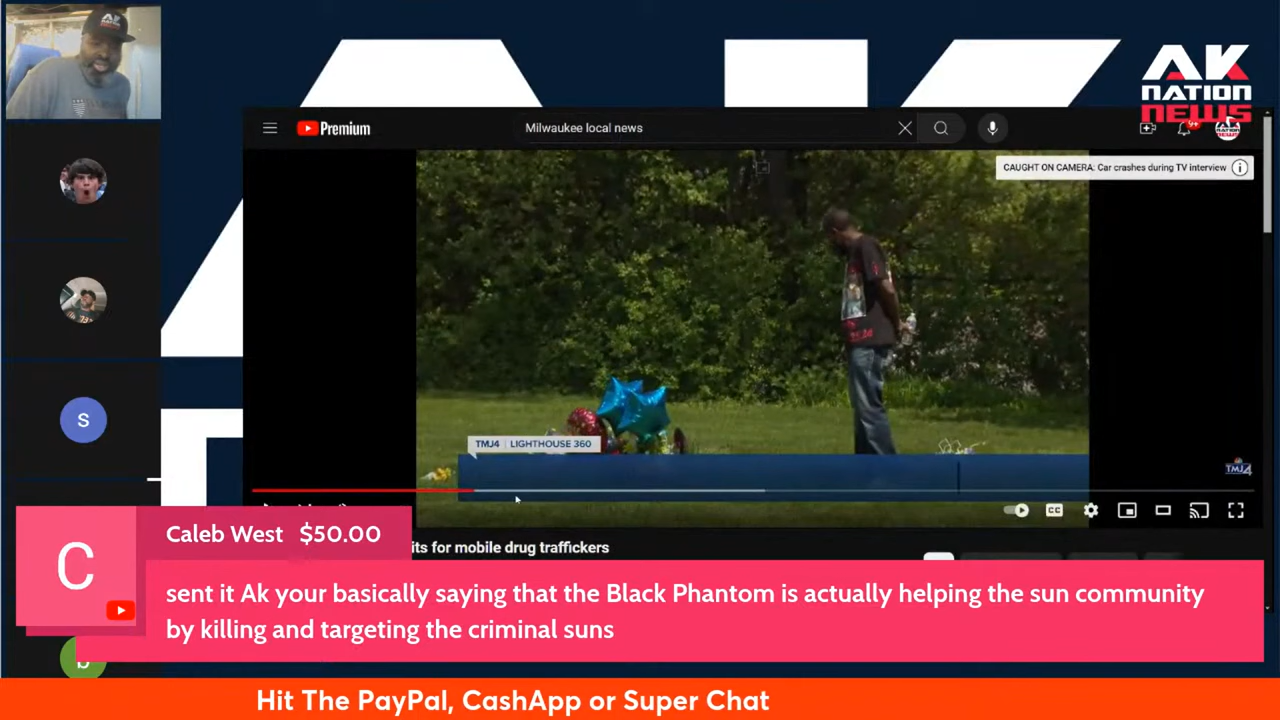 AK
NATION
NEWS
Premium
Milwaukee local news
9+
CAUGHT ON CAMERA: Car crashes during TV interview
TMJ4 | LIGHTHOUSE 360
TMJ4
CC
S
its for mobile drug traffickers
C
Caleb West $50.00
sent it Ak your basically saying that the Black Phantom is actually helping the sun community
by killing and targeting the criminal suns
Hit The PayPal, CashApp or Super Chat